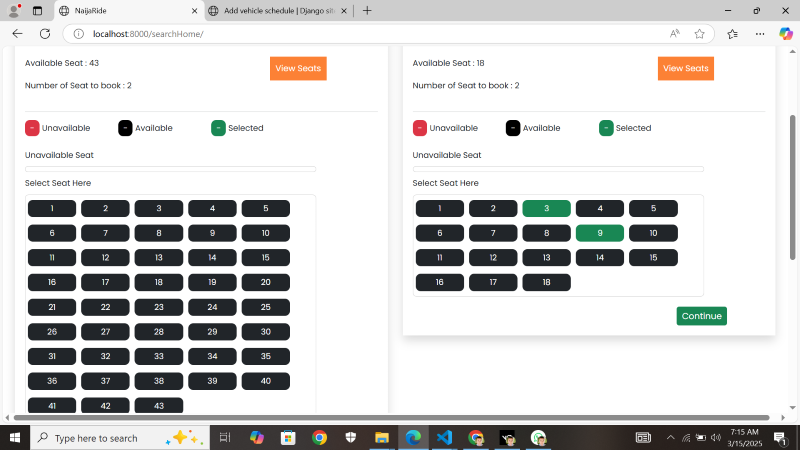 NaijaRide
Add vehicle schedule | Django sit
localhost:8000/searchHome/
Available Seat : 43
View Seats
Number of Seat to book : 2
- Unavailable - Available - Selected
Unavailable Seat
Select Seat Here
1 2 3 4 5
6 7 8 9 10
11 12 13 14 15
16 17 18 19 20
21 22 23 24 25
26 27 28 29 30
31 32 33 34 35
36 37 38 39 40
41 42 43
Available Seat : 18
View Seats
Number of Seat to book : 2
- Unavailable - Available - Selected
Unavailable Seat
Select Seat Here
1 2 3 4 5
6 7 8 9 10
11 12 13 14 15
16 17 18
Continue
Type here to search
7:15 AM
3/15/2025
1